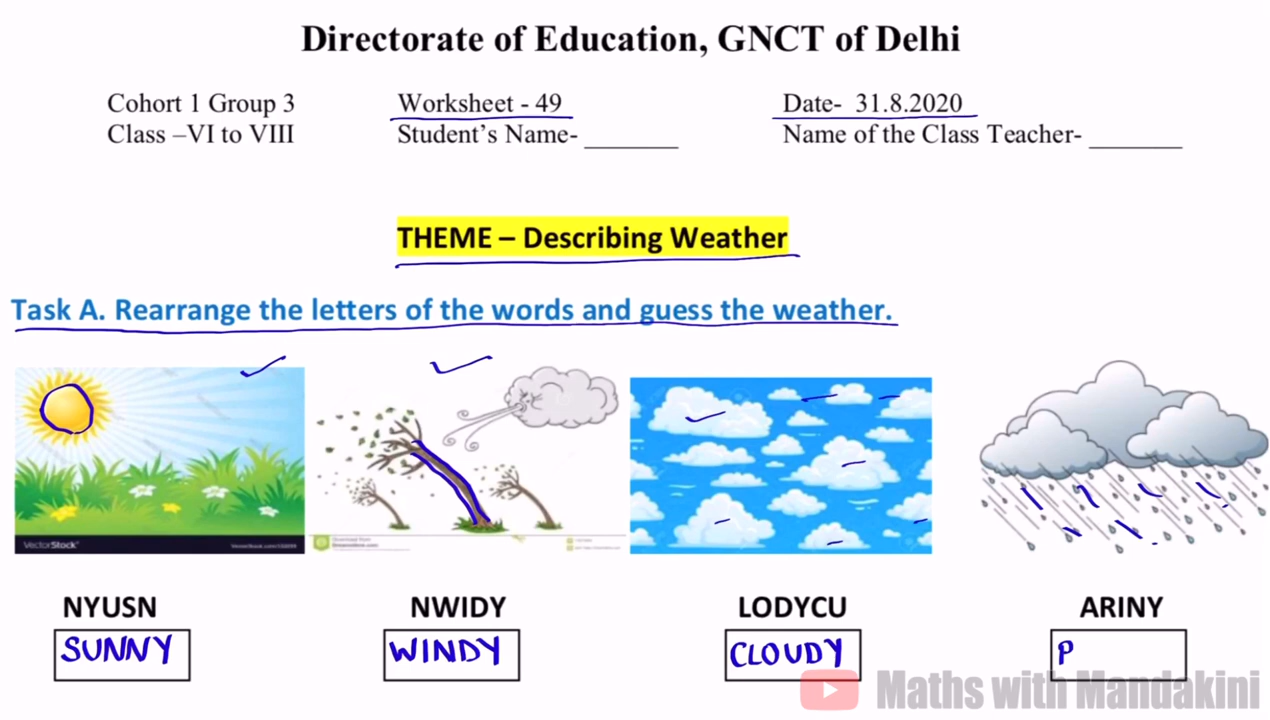 Directorate of Education, GNCT of Delhi
Cohort 1 Group 3 Worksheet - 49 Date- 31.8.2020
Class –VI to VIII Student's Name- _______ Name of the Class Teacher- _______
THEME – Describing Weather
Task A. Rearrange the letters of the words and guess the weather.
VectorStock
NYUSN NWIDY LODYCU ARINY
SUNNY WINDY CLOUDY P
Maths with Mandakini